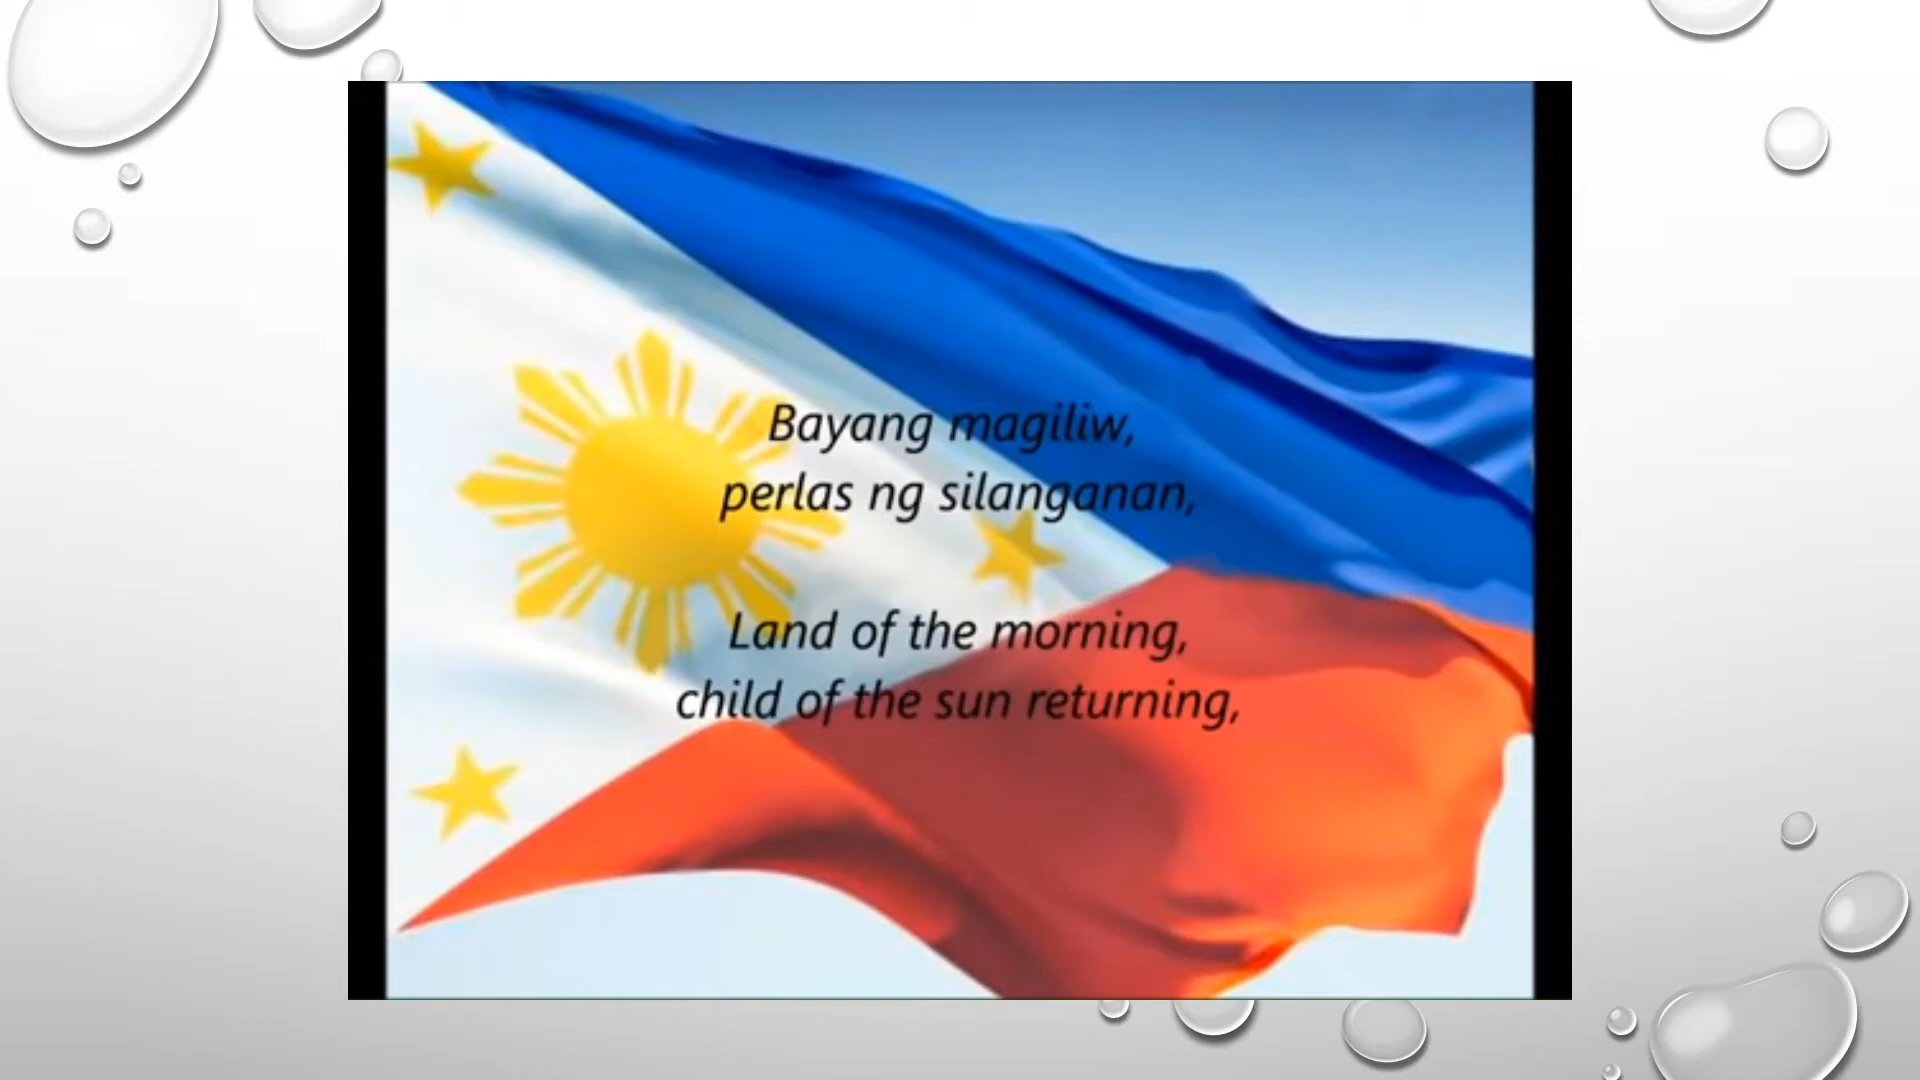 Bayang magiliw,
perlas ng silanganan,
Land of the morning,
child of the sun returning,